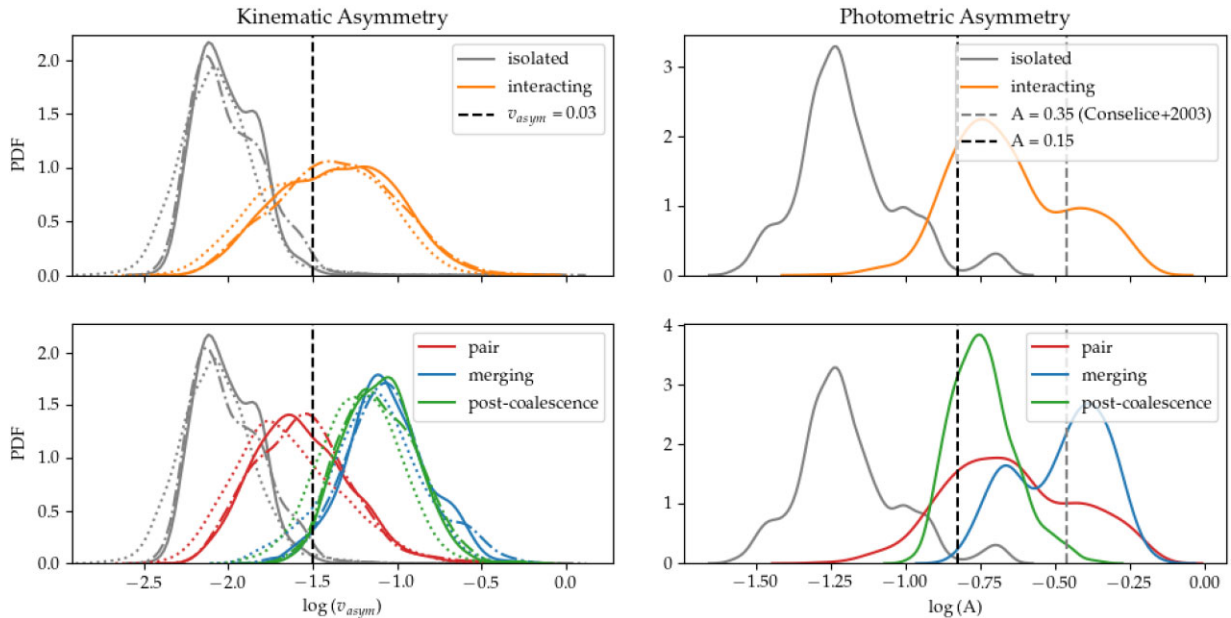 Kinematic Asymmetry
Photometric Asymmetry
PDF
2.0
1.5
1.0
0.5
0.0
isolated
interacting
v_asym = 0.03
3
2
1
0
isolated
interacting
A = 0.35 (Conselice+2003)
A = 0.15
PDF
2.0
1.5
1.0
0.5
0.0
pair
merging
post-coalescence
−2.5 −2.0 −1.5 −1.0 −0.5 0.0
log (v_asym)
4
3
2
1
0
pair
merging
post-coalescence
−1.50 −1.25 −1.00 −0.75 −0.50 −0.25 0.00
log (A)